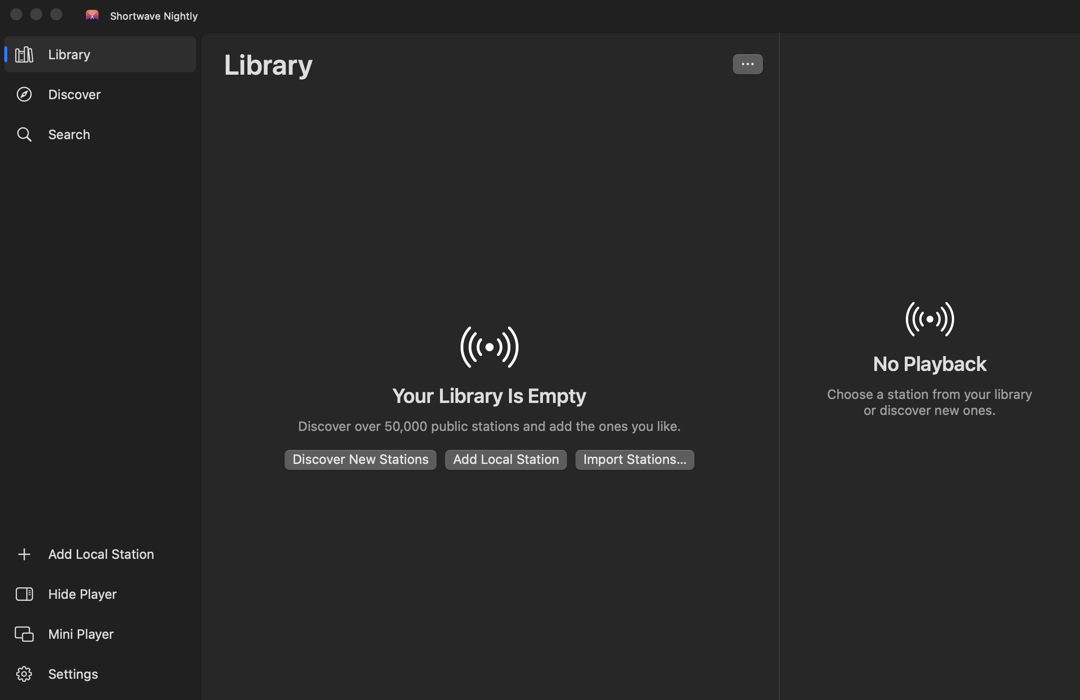 Shortwave Nightly
Library
Discover
Search
Add Local Station
Hide Player
Mini Player
Settings
Library
Your Library Is Empty
Discover over 50,000 public stations and add the ones you like.
Discover New Stations
Add Local Station
Import Stations...
No Playback
Choose a station from your library
or discover new ones.